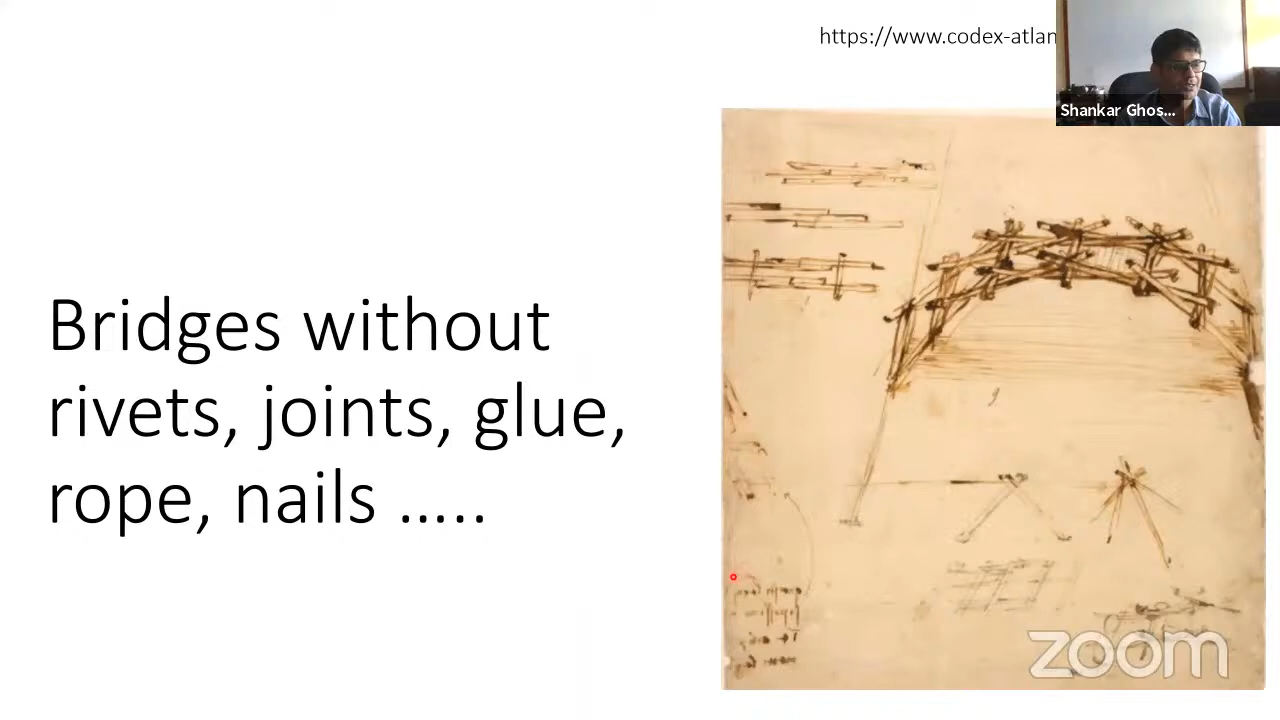 https://www.codex-atlan
Shankar Ghos...
Bridges without
rivets, joints, glue,
rope, nails .....
zoom